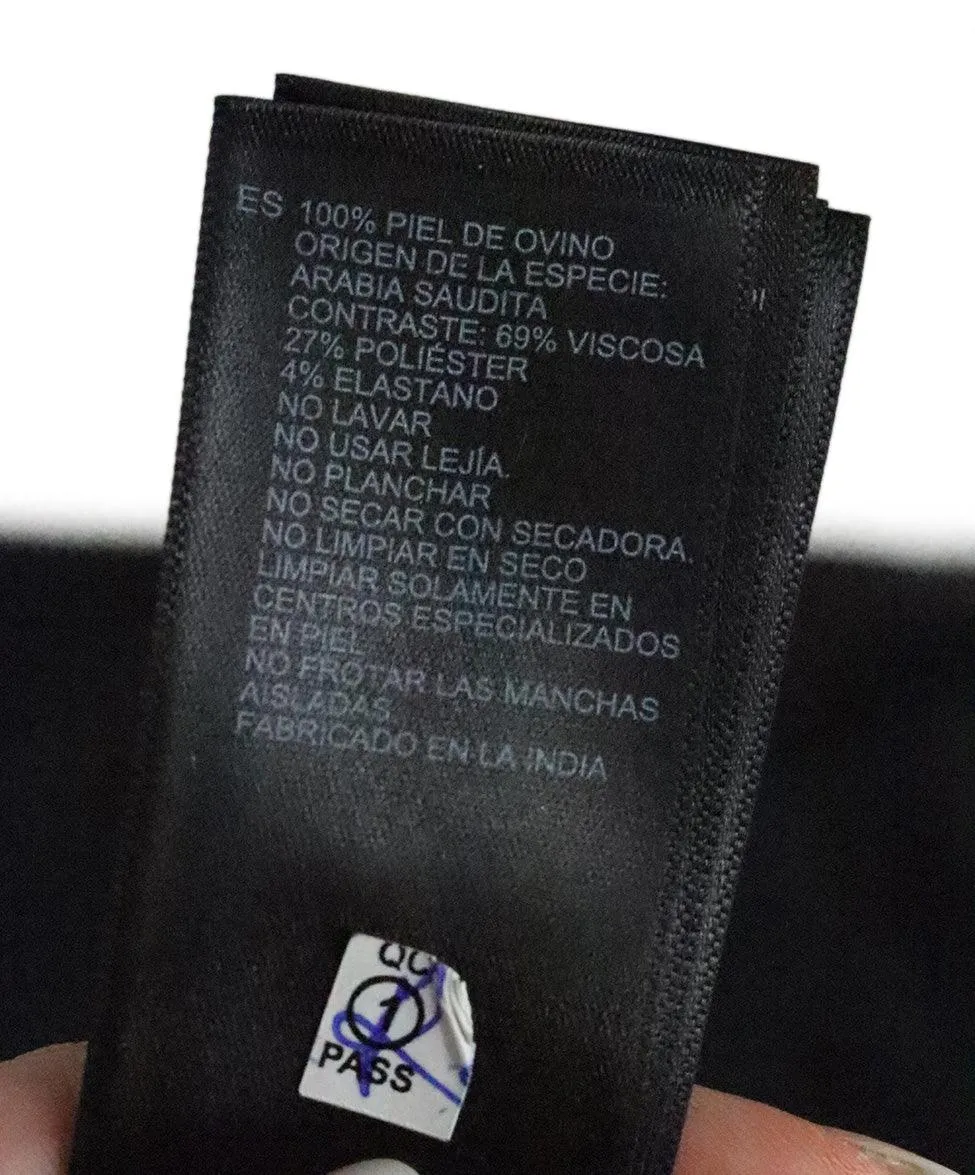 ES 100% PIEL DE OVINO
ORIGEN DE LA ESPECIE:
ARABIA SAUDITA
CONTRASTE: 69% VISCOSA
27% POLIÉSTER
4% ELASTANO
NO LAVAR
NO USAR LEJÍA.
NO PLANCHAR
NO SECAR CON SECADORA.
NO LIMPIAR EN SECO
LIMPIAR SOLAMENTE EN
CENTROS ESPECIALIZADOS
EN PIEL
NO FROTAR LAS MANCHAS
AISLADAS
FABRICADO EN LA INDIA
QC
1
PASS